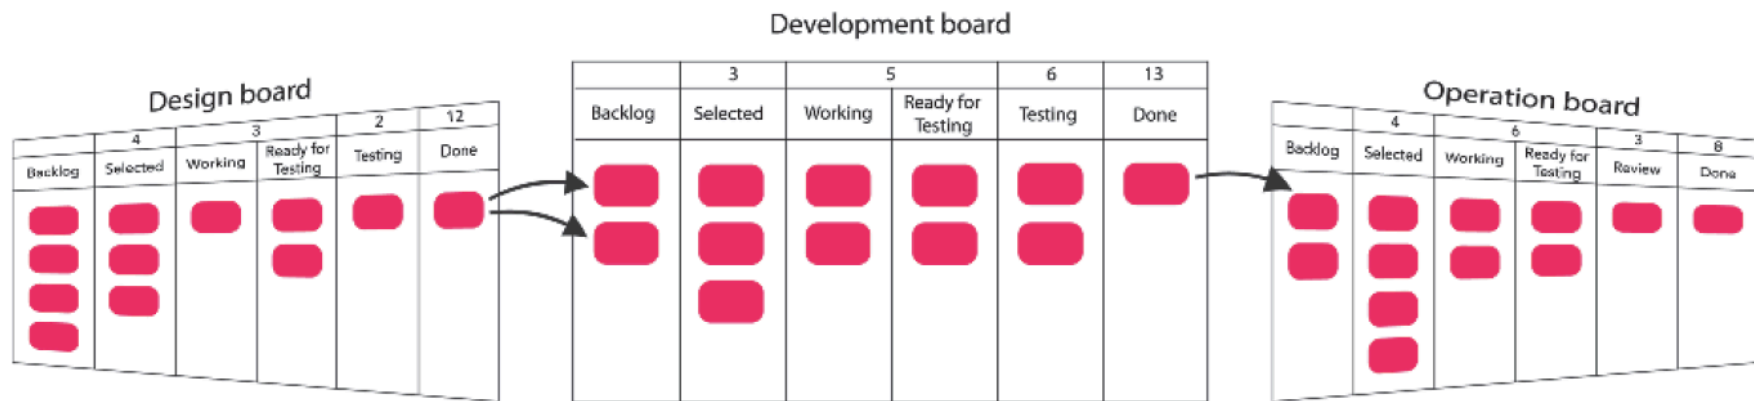 Development board
Design board
Operation board
4 3 2 12
Backlog Selected Working Ready for Testing Testing Done
3 5 6 13
Backlog Selected Working Ready for Testing Testing Done
4 6 3 8
Backlog Selected Working Ready for Testing Review Done